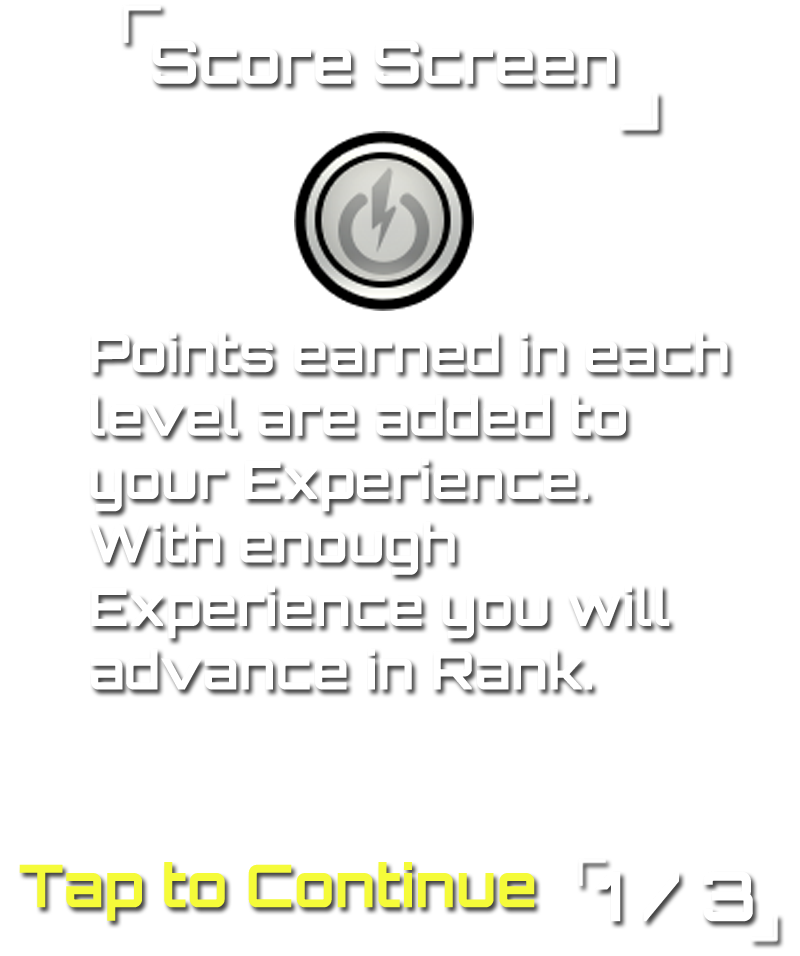 Score Screen
Points earned in each
level are added to
your Experience.
With enough
Experience you will
advance in Rank.
Tap to Continue
1 / 3